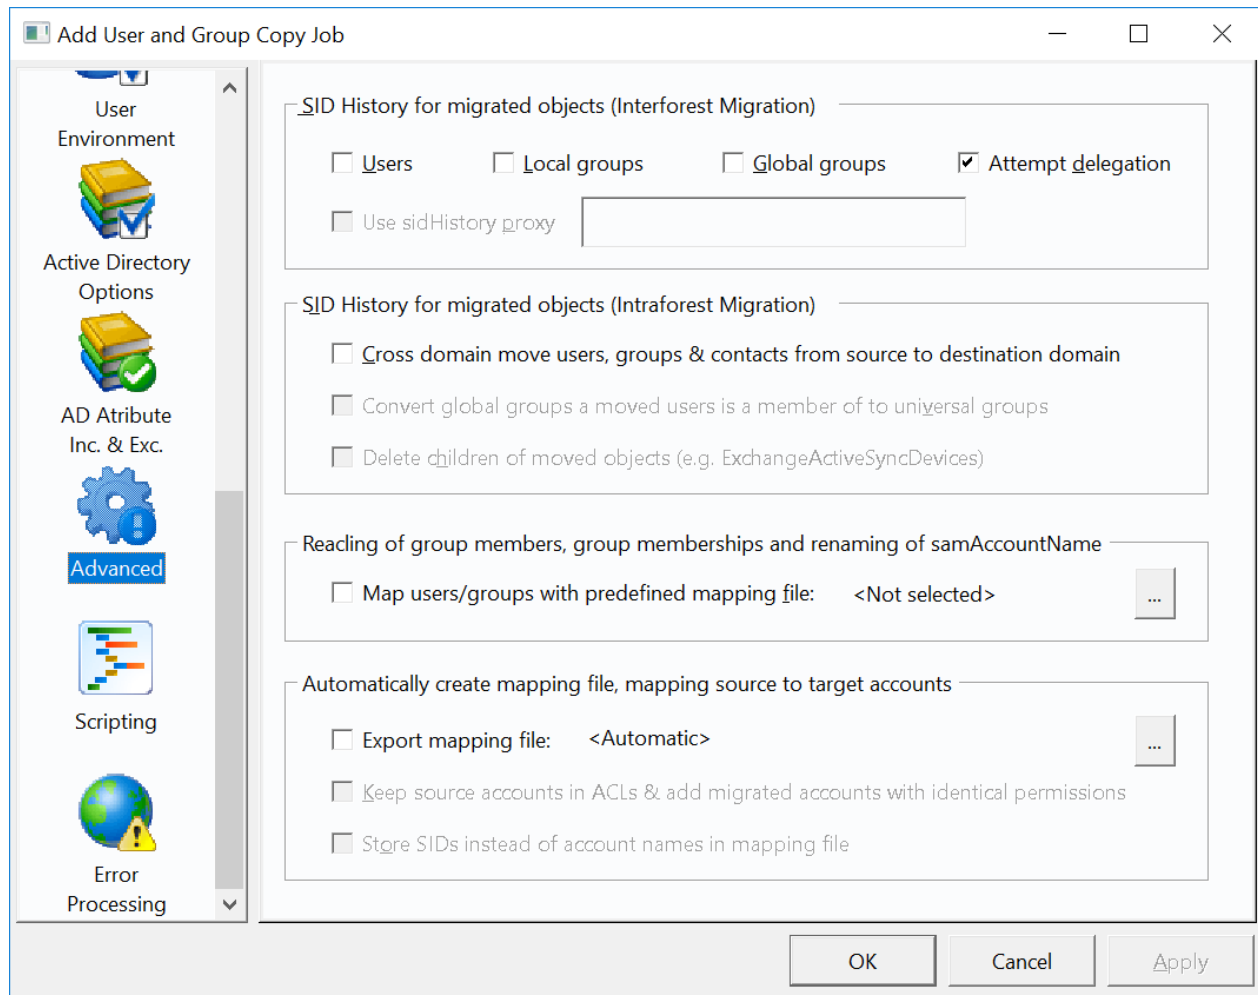 Add User and Group Copy Job
User
Environment
Active Directory
Options
AD Atribute
Inc. & Exc.
Advanced
Scripting
Error
Processing
SID History for migrated objects (Interforest Migration)
Users Local groups Global groups Attempt delegation
Use sidHistory proxy
SID History for migrated objects (Intraforest Migration)
Cross domain move users, groups & contacts from source to destination domain
Convert global groups a moved users is a member of to universal groups
Delete children of moved objects (e.g. ExchangeActiveSyncDevices)
Reacling of group members, group memberships and renaming of samAccountName
Map users/groups with predefined mapping file: <Not selected> ...
Automatically create mapping file, mapping source to target accounts
Export mapping file: <Automatic> ...
Keep source accounts in ACLs & add migrated accounts with identical permissions
Store SIDs instead of account names in mapping file
OK Cancel Apply